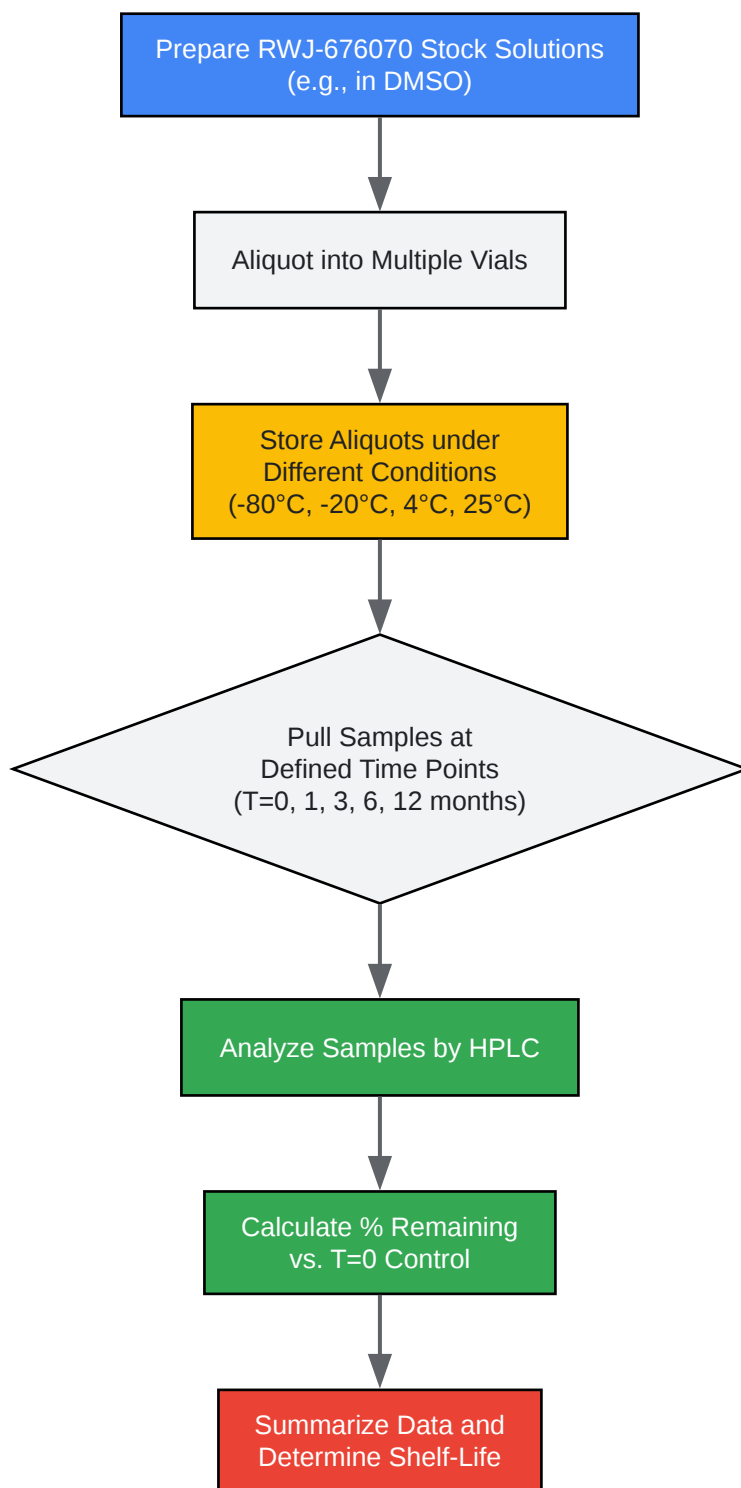 Prepare RWJ-676070 Stock Solutions
(e.g., in DMSO)
Aliquot into Multiple Vials
Store Aliquots under
Different Conditions
(-80°C, -20°C, 4°C, 25°C)
Pull Samples at
Defined Time Points
(T=0, 1, 3, 6, 12 months)
Analyze Samples by HPLC
Calculate % Remaining
vs. T=0 Control
Summarize Data and
Determine Shelf-Life